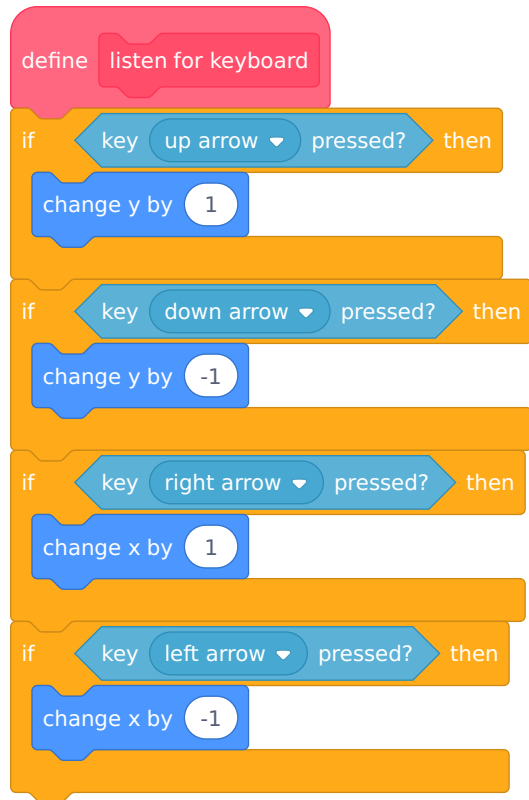 define listen for keyboard
if key up arrow pressed? then
change y by 1
if key down arrow pressed? then
change y by -1
if key right arrow pressed? then
change x by 1
if key left arrow pressed? then
change x by -1